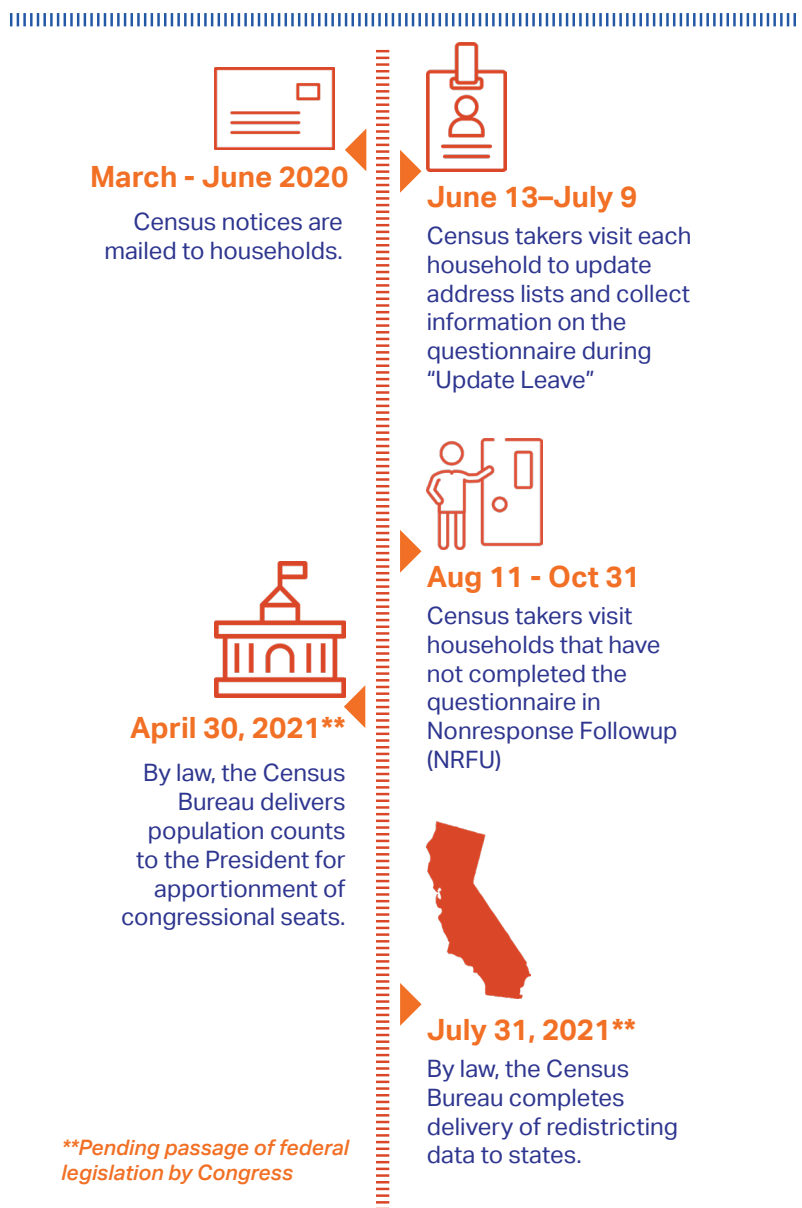 March - June 2020
Census notices are
mailed to households.
June 13–July 9
Census takers visit each
household to update
address lists and collect
information on the
questionnaire during
“Update Leave”
Aug 11 - Oct 31
Census takers visit
households that have
not completed the
questionnaire in
Nonresponse Followup
(NRFU)
April 30, 2021**
By law, the Census
Bureau delivers
population counts
to the President for
apportionment of
congressional seats.
July 31, 2021**
By law, the Census
Bureau completes
delivery of redistricting
data to states.
**Pending passage of federal
legislation by Congress